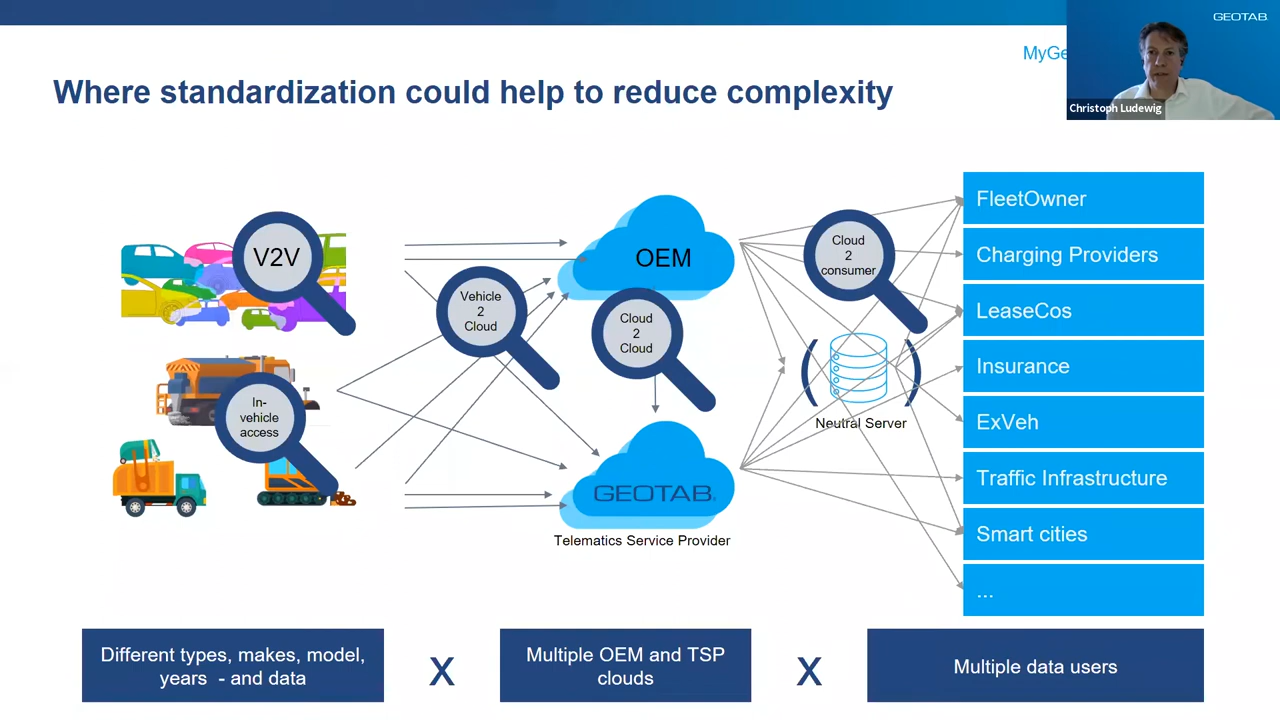 GEOTAB
MyGe
Christoph Ludewig
Where standardization could help to reduce complexity
V2V
In-
vehicle
access
Vehicle
2
Cloud
OEM
Cloud
2
Cloud
GEOTAB
Telematics Service Provider
Cloud
2
consumer
Neutral Server
FleetOwner
Charging Providers
LeaseCos
Insurance
ExVeh
Traffic Infrastructure
Smart cities
...
Different types, makes, model,
years - and data
X
Multiple OEM and TSP
clouds
X
Multiple data users